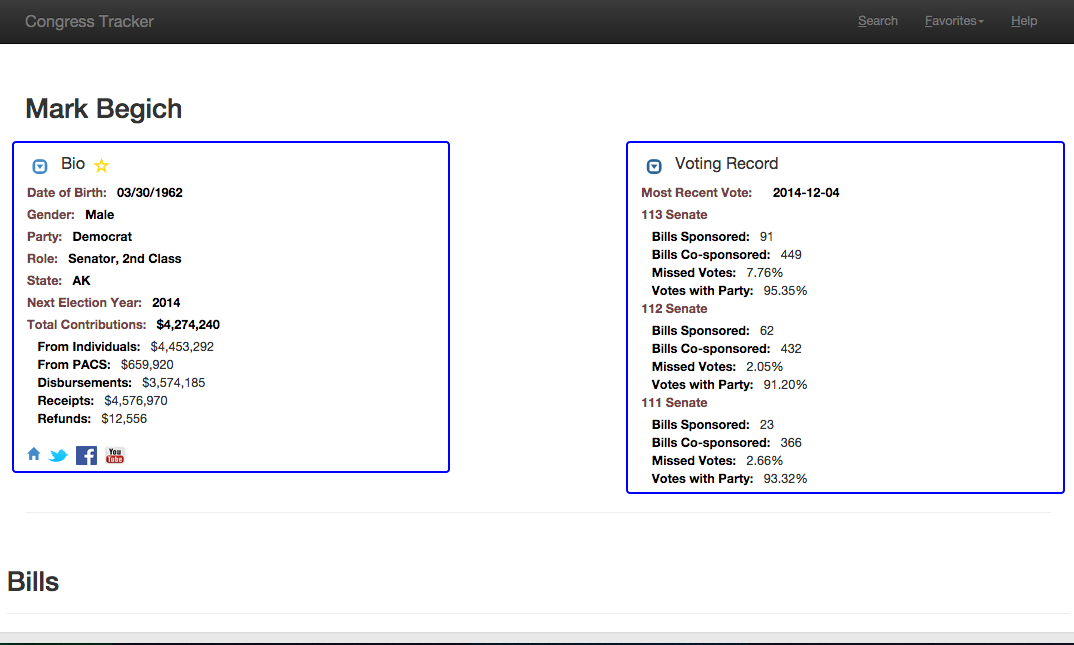 Congress Tracker Search Favorites Help
Mark Begich
Bio
Date of Birth: 03/30/1962
Gender: Male
Party: Democrat
Role: Senator, 2nd Class
State: AK
Next Election Year: 2014
Total Contributions: $4,274,240
From Individuals: $4,453,292
From PACS: $659,920
Disbursements: $3,574,185
Receipts: $4,576,970
Refunds: $12,556
You
Tube
Voting Record
Most Recent Vote: 2014-12-04
113 Senate
Bills Sponsored: 91
Bills Co-sponsored: 449
Missed Votes: 7.76%
Votes with Party: 95.35%
112 Senate
Bills Sponsored: 62
Bills Co-sponsored: 432
Missed Votes: 2.05%
Votes with Party: 91.20%
111 Senate
Bills Sponsored: 23
Bills Co-sponsored: 366
Missed Votes: 2.66%
Votes with Party: 93.32%
Bills